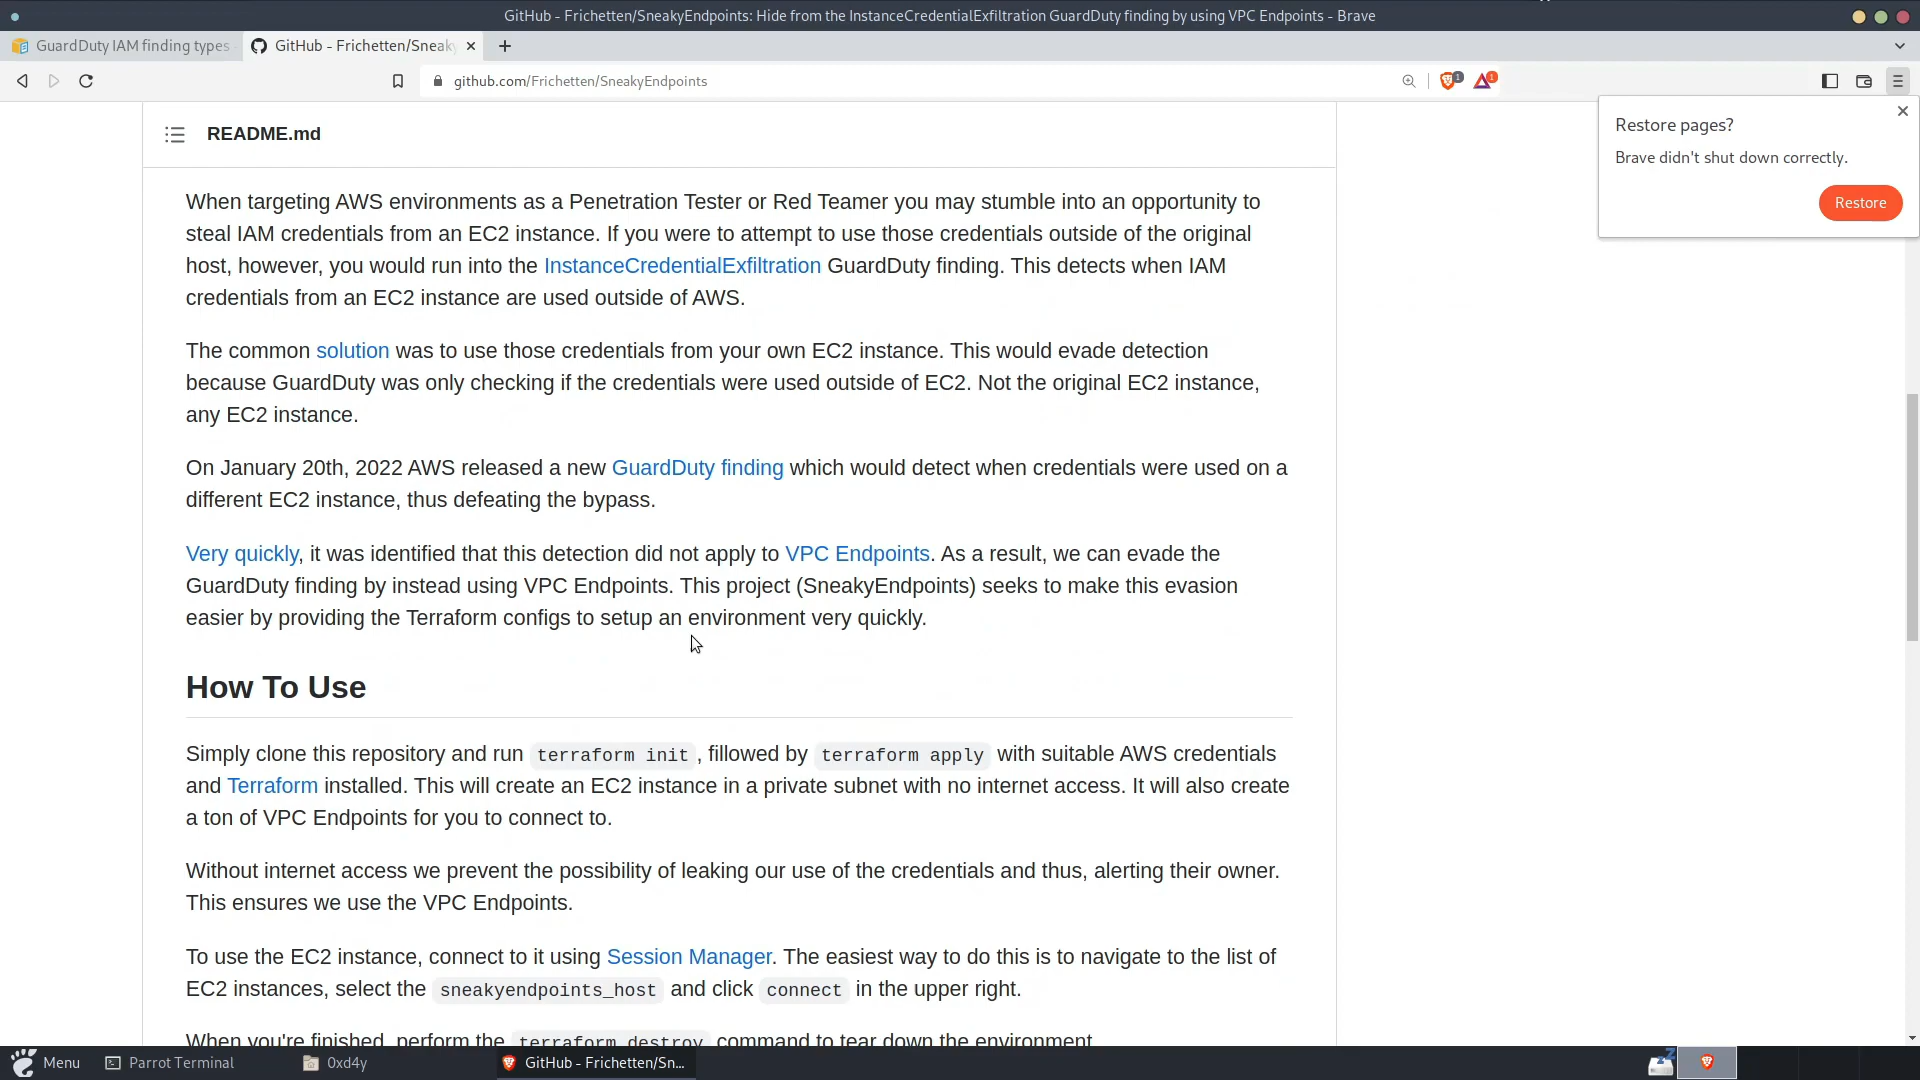 GitHub - Frichetten/SneakyEndpoints: Hide from the InstanceCredentialExfiltration GuardDuty finding by using VPC Endpoints - Brave
GuardDuty IAM finding types
GitHub - Frichetten/Sneaky
github.com/Frichetten/SneakyEndpoints
1
1
Restore pages?
Brave didn't shut down correctly.
Restore
README.md
When targeting AWS environments as a Penetration Tester or Red Teamer you may stumble into an opportunity to
steal IAM credentials from an EC2 instance. If you were to attempt to use those credentials outside of the original
host, however, you would run into the InstanceCredentialExfiltration GuardDuty finding. This detects when IAM
credentials from an EC2 instance are used outside of AWS.
The common solution was to use those credentials from your own EC2 instance. This would evade detection
because GuardDuty was only checking if the credentials were used outside of EC2. Not the original EC2 instance,
any EC2 instance.
On January 20th, 2022 AWS released a new GuardDuty finding which would detect when credentials were used on a
different EC2 instance, thus defeating the bypass.
Very quickly, it was identified that this detection did not apply to VPC Endpoints. As a result, we can evade the
GuardDuty finding by instead using VPC Endpoints. This project (SneakyEndpoints) seeks to make this evasion
easier by providing the Terraform configs to setup an environment very quickly.
How To Use
Simply clone this repository and run terraform init, fillowed by terraform apply with suitable AWS credentials
and Terraform installed. This will create an EC2 instance in a private subnet with no internet access. It will also create
a ton of VPC Endpoints for you to connect to.
Without internet access we prevent the possibility of leaking our use of the credentials and thus, alerting their owner.
This ensures we use the VPC Endpoints.
To use the EC2 instance, connect to it using Session Manager. The easiest way to do this is to navigate to the list of
EC2 instances, select the sneakyendpoints_host and click connect in the upper right.
When you're finished, perform the terraform destroy command to tear down the environment.
Menu
Parrot Terminal
0xd4y
GitHub - Frichetten/Sn...